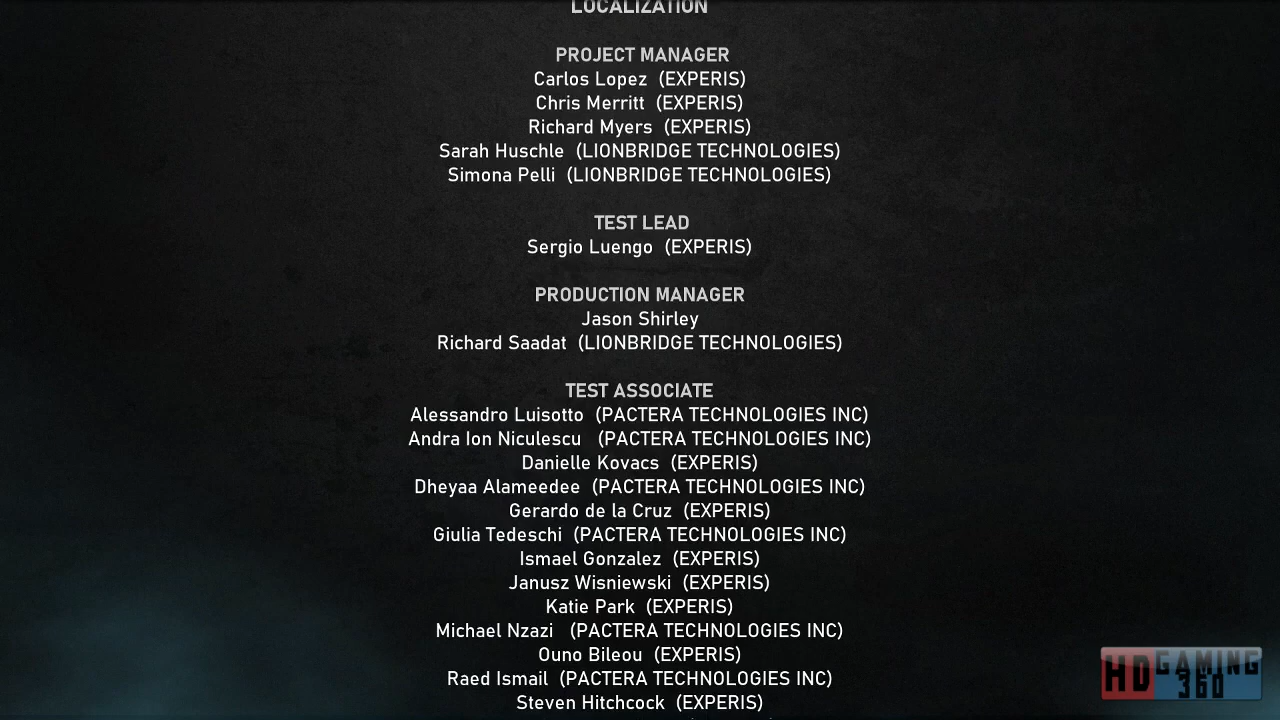 LOCALIZATION
PROJECT MANAGER
Carlos Lopez (EXPERIS)
Chris Merritt (EXPERIS)
Richard Myers (EXPERIS)
Sarah Huschle (LIONBRIDGE TECHNOLOGIES)
Simona Pelli (LIONBRIDGE TECHNOLOGIES)
TEST LEAD
Sergio Luengo (EXPERIS)
PRODUCTION MANAGER
Jason Shirley
Richard Saadat (LIONBRIDGE TECHNOLOGIES)
TEST ASSOCIATE
Alessandro Luisotto (PACTERA TECHNOLOGIES INC)
Andra Ion Niculescu (PACTERA TECHNOLOGIES INC)
Danielle Kovacs (EXPERIS)
Dheyaa Alameedee (PACTERA TECHNOLOGIES INC)
Gerardo de la Cruz (EXPERIS)
Giulia Tedeschi (PACTERA TECHNOLOGIES INC)
Ismael Gonzalez (EXPERIS)
Janusz Wisniewski (EXPERIS)
Katie Park (EXPERIS)
Michael Nzazi (PACTERA TECHNOLOGIES INC)
Ouno Bileou (EXPERIS)
Raed Ismail (PACTERA TECHNOLOGIES INC)
Steven Hitchcock (EXPERIS)
HD GAMING
360